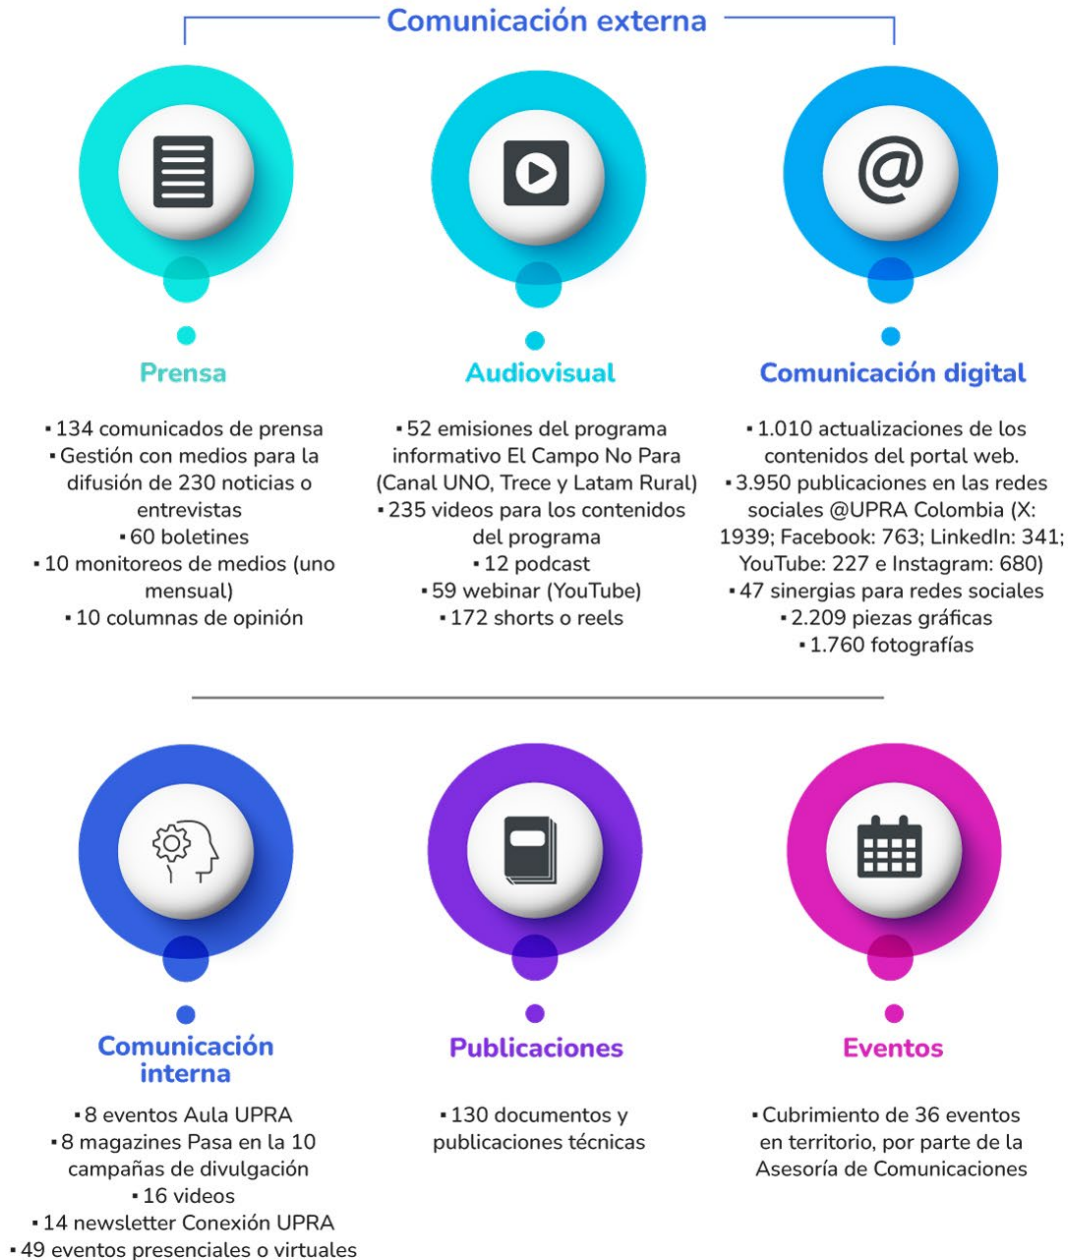 Comunicación externa
Prensa
▪ 134 comunicados de prensa
▪ Gestión con medios para la
difusión de 230 noticias o
entrevistas
▪ 60 boletines
▪ 10 monitoreos de medios (uno
mensual)
▪ 10 columnas de opinión
Audiovisual
▪ 52 emisiones del programa
informativo El Campo No Para
(Canal UNO, Trece y Latam Rural)
▪ 235 videos para los contenidos
del programa
▪ 12 podcast
▪ 59 webinar (YouTube)
▪ 172 shorts o reels
Comunicación digital
▪ 1.010 actualizaciones de los
contenidos del portal web.
▪ 3.950 publicaciones en las redes
sociales @UPRA Colombia (X:
1939; Facebook: 763; LinkedIn: 341;
YouTube: 227 e Instagram: 680)
▪ 47 sinergias para redes sociales
▪ 2.209 piezas gráficas
▪ 1.760 fotografías
Comunicación
interna
▪ 8 eventos Aula UPRA
▪ 8 magazines Pasa en la 10
campañas de divulgación
▪ 16 videos
▪ 14 newsletter Conexión UPRA
▪ 49 eventos presenciales o virtuales
Publicaciones
▪ 130 documentos y
publicaciones técnicas
Eventos
▪ Cubrimiento de 36 eventos
en territorio, por parte de la
Asesoría de Comunicaciones